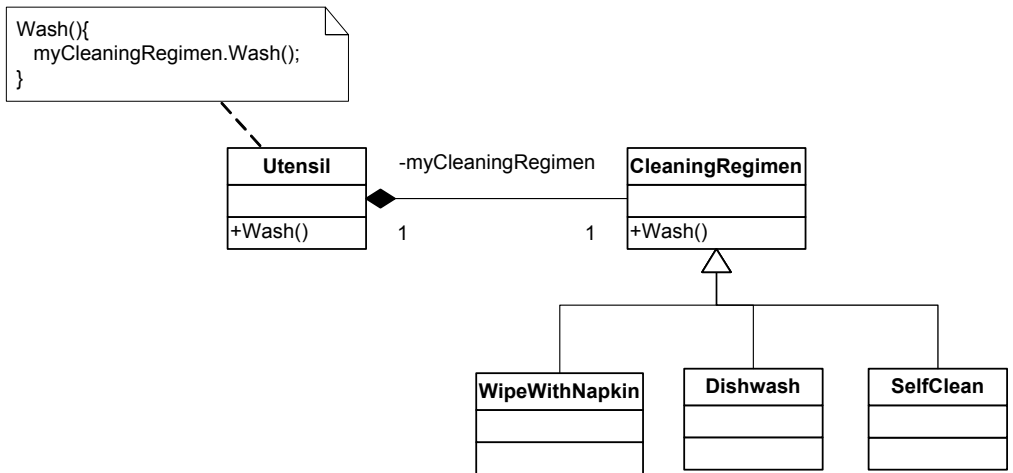 Wash(){
myCleaningRegimen.Wash();
}
Utensil
-myCleaningRegimen
CleaningRegimen
+Wash()
1
1
+Wash()
WipeWithNapkin
Dishwash
SelfClean